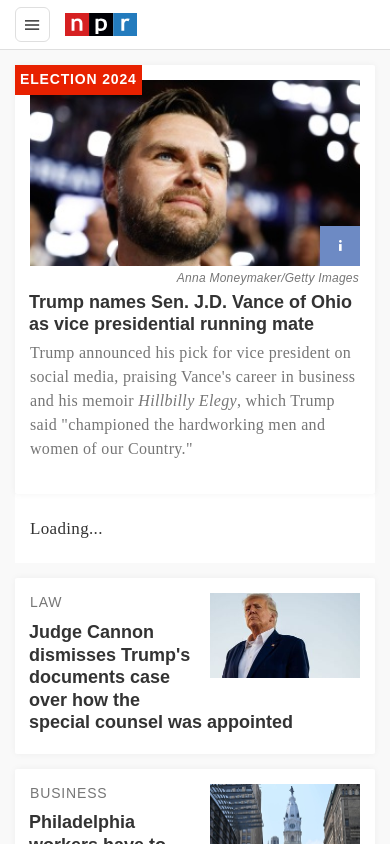 npr
ELECTION 2024
Anna Moneymaker/Getty Images
Trump names Sen. J.D. Vance of Ohio
as vice presidential running mate
Trump announced his pick for vice president on
social media, praising Vance's career in business
and his memoir Hillbilly Elegy, which Trump
said "championed the hardworking men and
women of our Country."
Loading...
LAW
Judge Cannon
dismisses Trump's
documents case
over how the
special counsel was appointed
BUSINESS
Philadelphia
workers have to